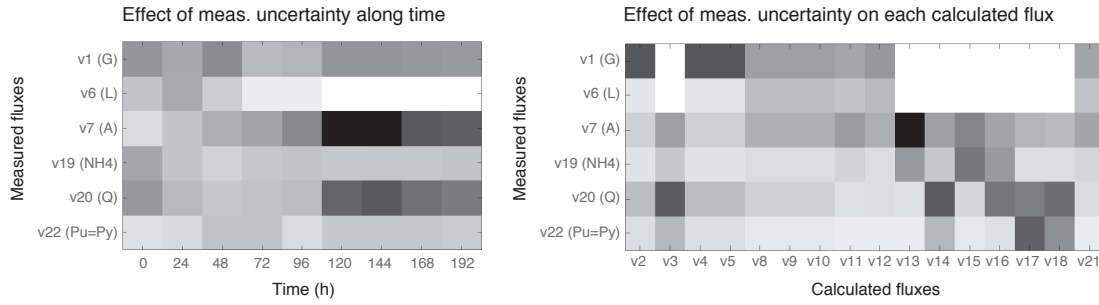 Effect of meas. uncertainty along time
Measured fluxes
v1 (G)
v6 (L)
v7 (A)
v19 (NH4)
v20 (Q)
v22 (Pu=Py)
0 24 48 72 96 120 144 168 192
Time (h)
Effect of meas. uncertainty on each calculated flux
Measured fluxes
v1 (G)
v6 (L)
v7 (A)
v19 (NH4)
v20 (Q)
v22 (Pu=Py)
v2 v3 v4 v5 v8 v9 v10 v11 v12 v13 v14 v15 v16 v17 v18 v21
Calculated fluxes